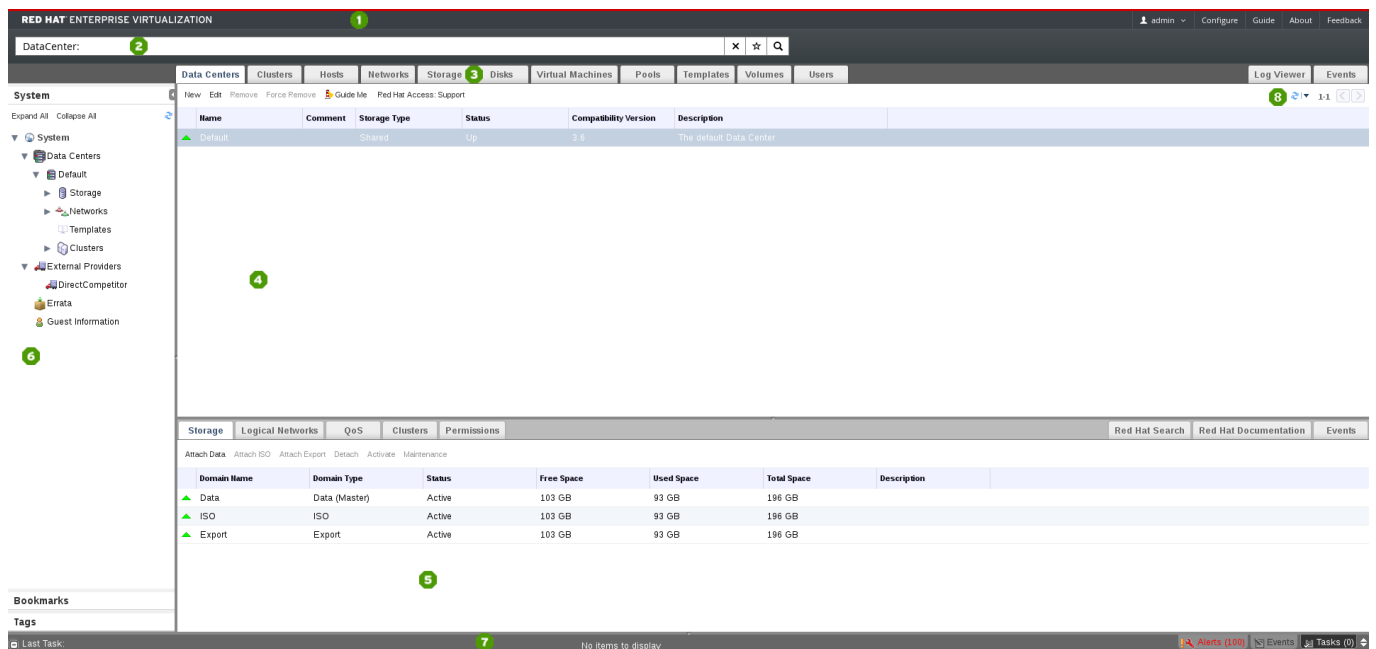 RED HAT ENTERPRISE VIRTUALIZATION 1 admin Configure Guide About Feedback
DataCenter: 2
Data Centers Clusters Hosts Networks Storage 3 Disks Virtual Machines Pools Templates Volumes Users Log Viewer Events
System
New Edit Remove Force Remove Guide Me Red Hat Access: Support 8 1-1
Expand All Collapse All
Name Comment Storage Type Status Compatibility Version Description
Default Shared Up 3.6 The default Data Center
System
Data Centers
Default
Storage
Networks
Templates
Clusters
External Providers
DirectCompetitor
Errata
Guest Information
4
6
Storage Logical Networks QoS Clusters Permissions Red Hat Search Red Hat Documentation Events
Attach Data Attach ISO Attach Export Detach Activate Maintenance
Domain Name Domain Type Status Free Space Used Space Total Space Description
Data Data (Master) Active 103 GB 93 GB 196 GB
ISO ISO Active 103 GB 93 GB 196 GB
Export Export Active 103 GB 93 GB 196 GB
5
Bookmarks
Tags
Last Task: 7 No items to display Alerts (100) Events Tasks (0)